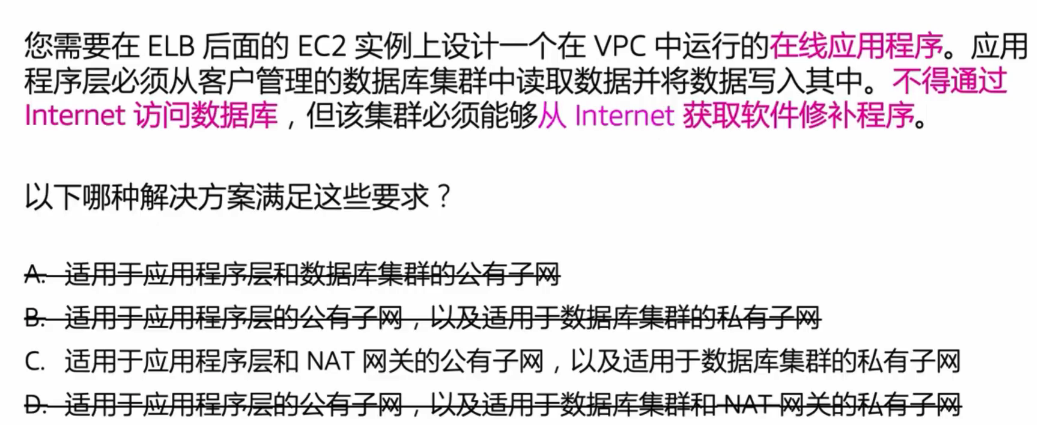 您需要在 ELB 后面的 EC2 实例上设计一个在 VPC 中运行的在线应用程序。应用
程序层必须从客户管理的数据库集群中读取数据并将数据写入其中。不得通过
Internet 访问数据库，但该集群必须能够从 Internet 获取软件修补程序。
以下哪种解决方案满足这些要求？
A. 适用于应用程序层和数据库集群的公有子网
B. 适用于应用程序层的公有子网，以及适用于数据库集群的私有子网
C. 适用于应用程序层和 NAT 网关的公有子网，以及适用于数据库集群的私有子网
D. 适用于应用程序层的公有子网，以及适用于数据库集群和 NAT 网关的私有子网